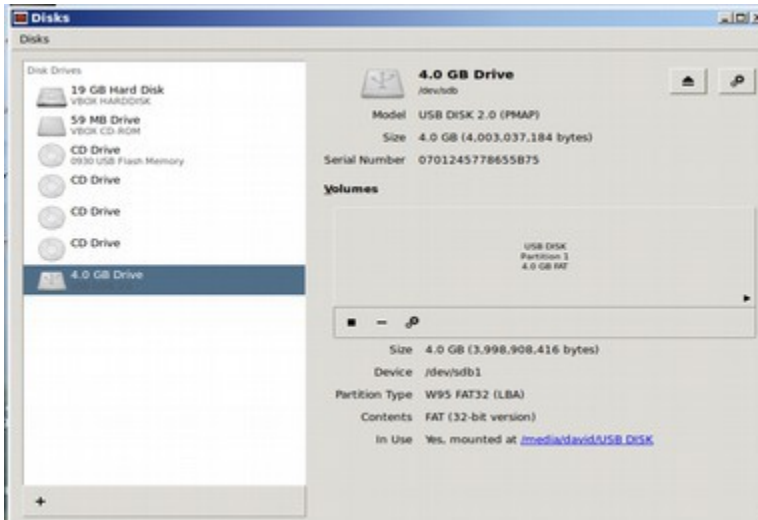 Disks
Disks
Disk Drives
19 GB Hard Disk
VBOX HARDDISK
59 MB Drive
VBOX CD-ROM
CD Drive
0930 USB Flash Memory
CD Drive
CD Drive
CD Drive
4.0 GB Drive
4.0 GB Drive
/dev/sdb
Model USB DISK 2.0 (PMAP)
Size 4.0 GB (4,003,037,184 bytes)
Serial Number 0701245778655B75
Volumes
USB DISK
Partition 1
4.0 GB FAT
Size 4.0 GB (3,998,908,416 bytes)
Device /dev/sdb1
Partition Type W95 FAT32 (LBA)
Contents FAT (32-bit version)
In Use Yes, mounted at /media/david/USB DISK